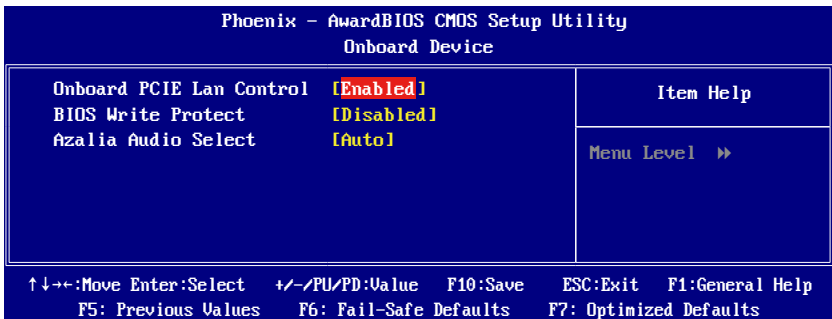 Phoenix - AwardBIOS CMOS Setup Utility
Onboard Device
Onboard PCIE Lan Control [Enabled]
BIOS Write Protect [Disabled]
Azalia Audio Select [Auto]
Item Help
Menu Level ▸▸
↑↓→←:Move Enter:Select +/-/PU/PD:Value F10:Save ESC:Exit F1:General Help
F5: Previous Values F6: Fail-Safe Defaults F7: Optimized Defaults